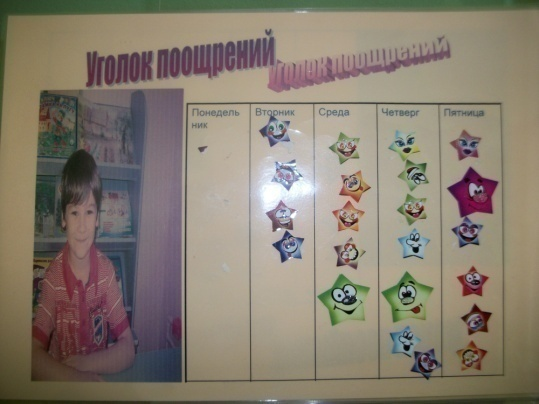 Уголок поощрений
Уголок поощрений
Понедель
ник
Вторник
Среда
Четверг
Пятница